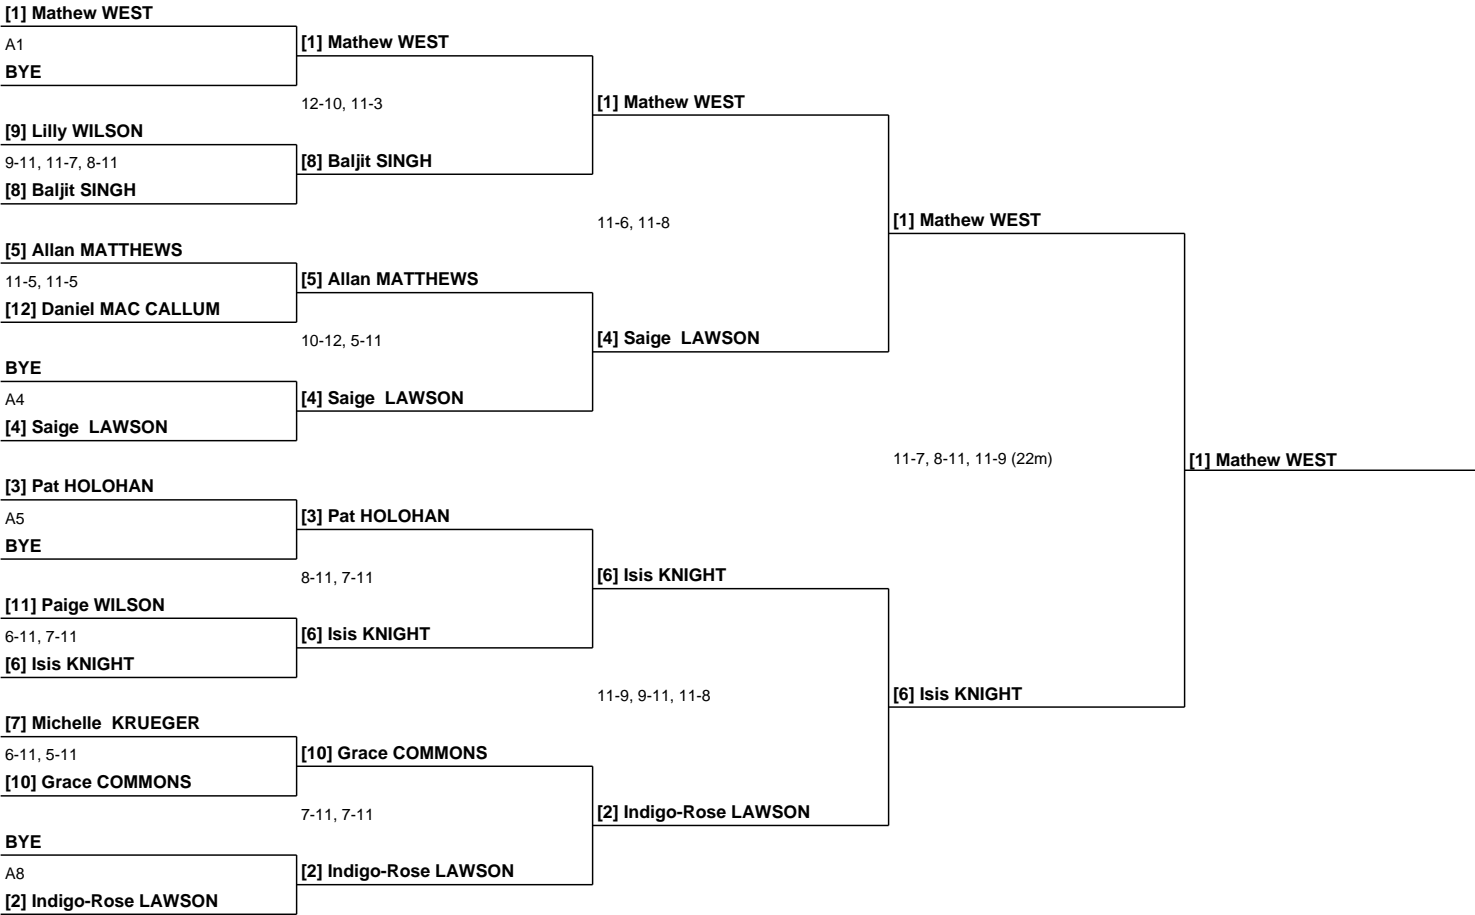 [1] Mathew WEST
A1
BYE
[9] Lilly WILSON
9-11, 11-7, 8-11
[8] Baljit SINGH
[5] Allan MATTHEWS
11-5, 11-5
[12] Daniel MAC CALLUM
BYE
A4
[4] Saige  LAWSON
[3] Pat HOLOHAN
A5
BYE
[11] Paige WILSON
6-11, 7-11
[6] Isis KNIGHT
[7] Michelle  KRUEGER
6-11, 5-11
[10] Grace COMMONS
BYE
A8
[2] Indigo-Rose LAWSON
[1] Mathew WEST
12-10, 11-3
[8] Baljit SINGH
[5] Allan MATTHEWS
10-12, 5-11
[4] Saige  LAWSON
[3] Pat HOLOHAN
8-11, 7-11
[6] Isis KNIGHT
[10] Grace COMMONS
7-11, 7-11
[2] Indigo-Rose LAWSON
[1] Mathew WEST
11-6, 11-8
[4] Saige  LAWSON
[6] Isis KNIGHT
11-9, 9-11, 11-8
[2] Indigo-Rose LAWSON
[1] Mathew WEST
11-7, 8-11, 11-9 (22m)
[6] Isis KNIGHT
[1] Mathew WEST